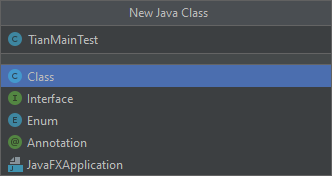 New Java Class
C TianMainTest
C Class
I Interface
E Enum
@ Annotation
JavaFXApplication